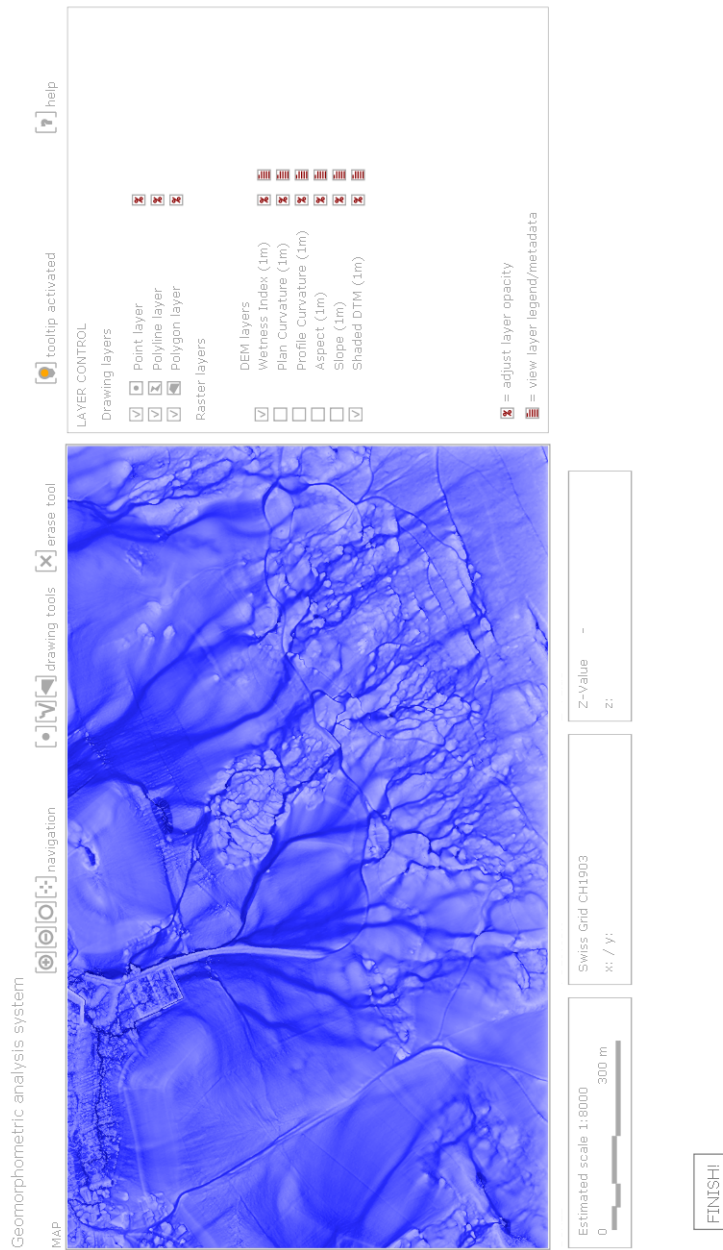 Geomorphometric analysis system
MAP
navigation
drawing tools
erase tool
tooltip activated
[?] help
LAYER CONTROL
Drawing layers
Point layer
Polyline layer
Polygon layer
Raster layers
DEM layers
Wetness Index (1m)
Plan Curvature (1m)
Profile Curvature (1m)
Aspect (1m)
Slope (1m)
Shaded DTM (1m)
= adjust layer opacity
= view layer legend/metadata
Estimated scale 1:8000
0 300 m
Swiss Grid CH1903
x: / y:
Z-Value -
z:
FINISH!